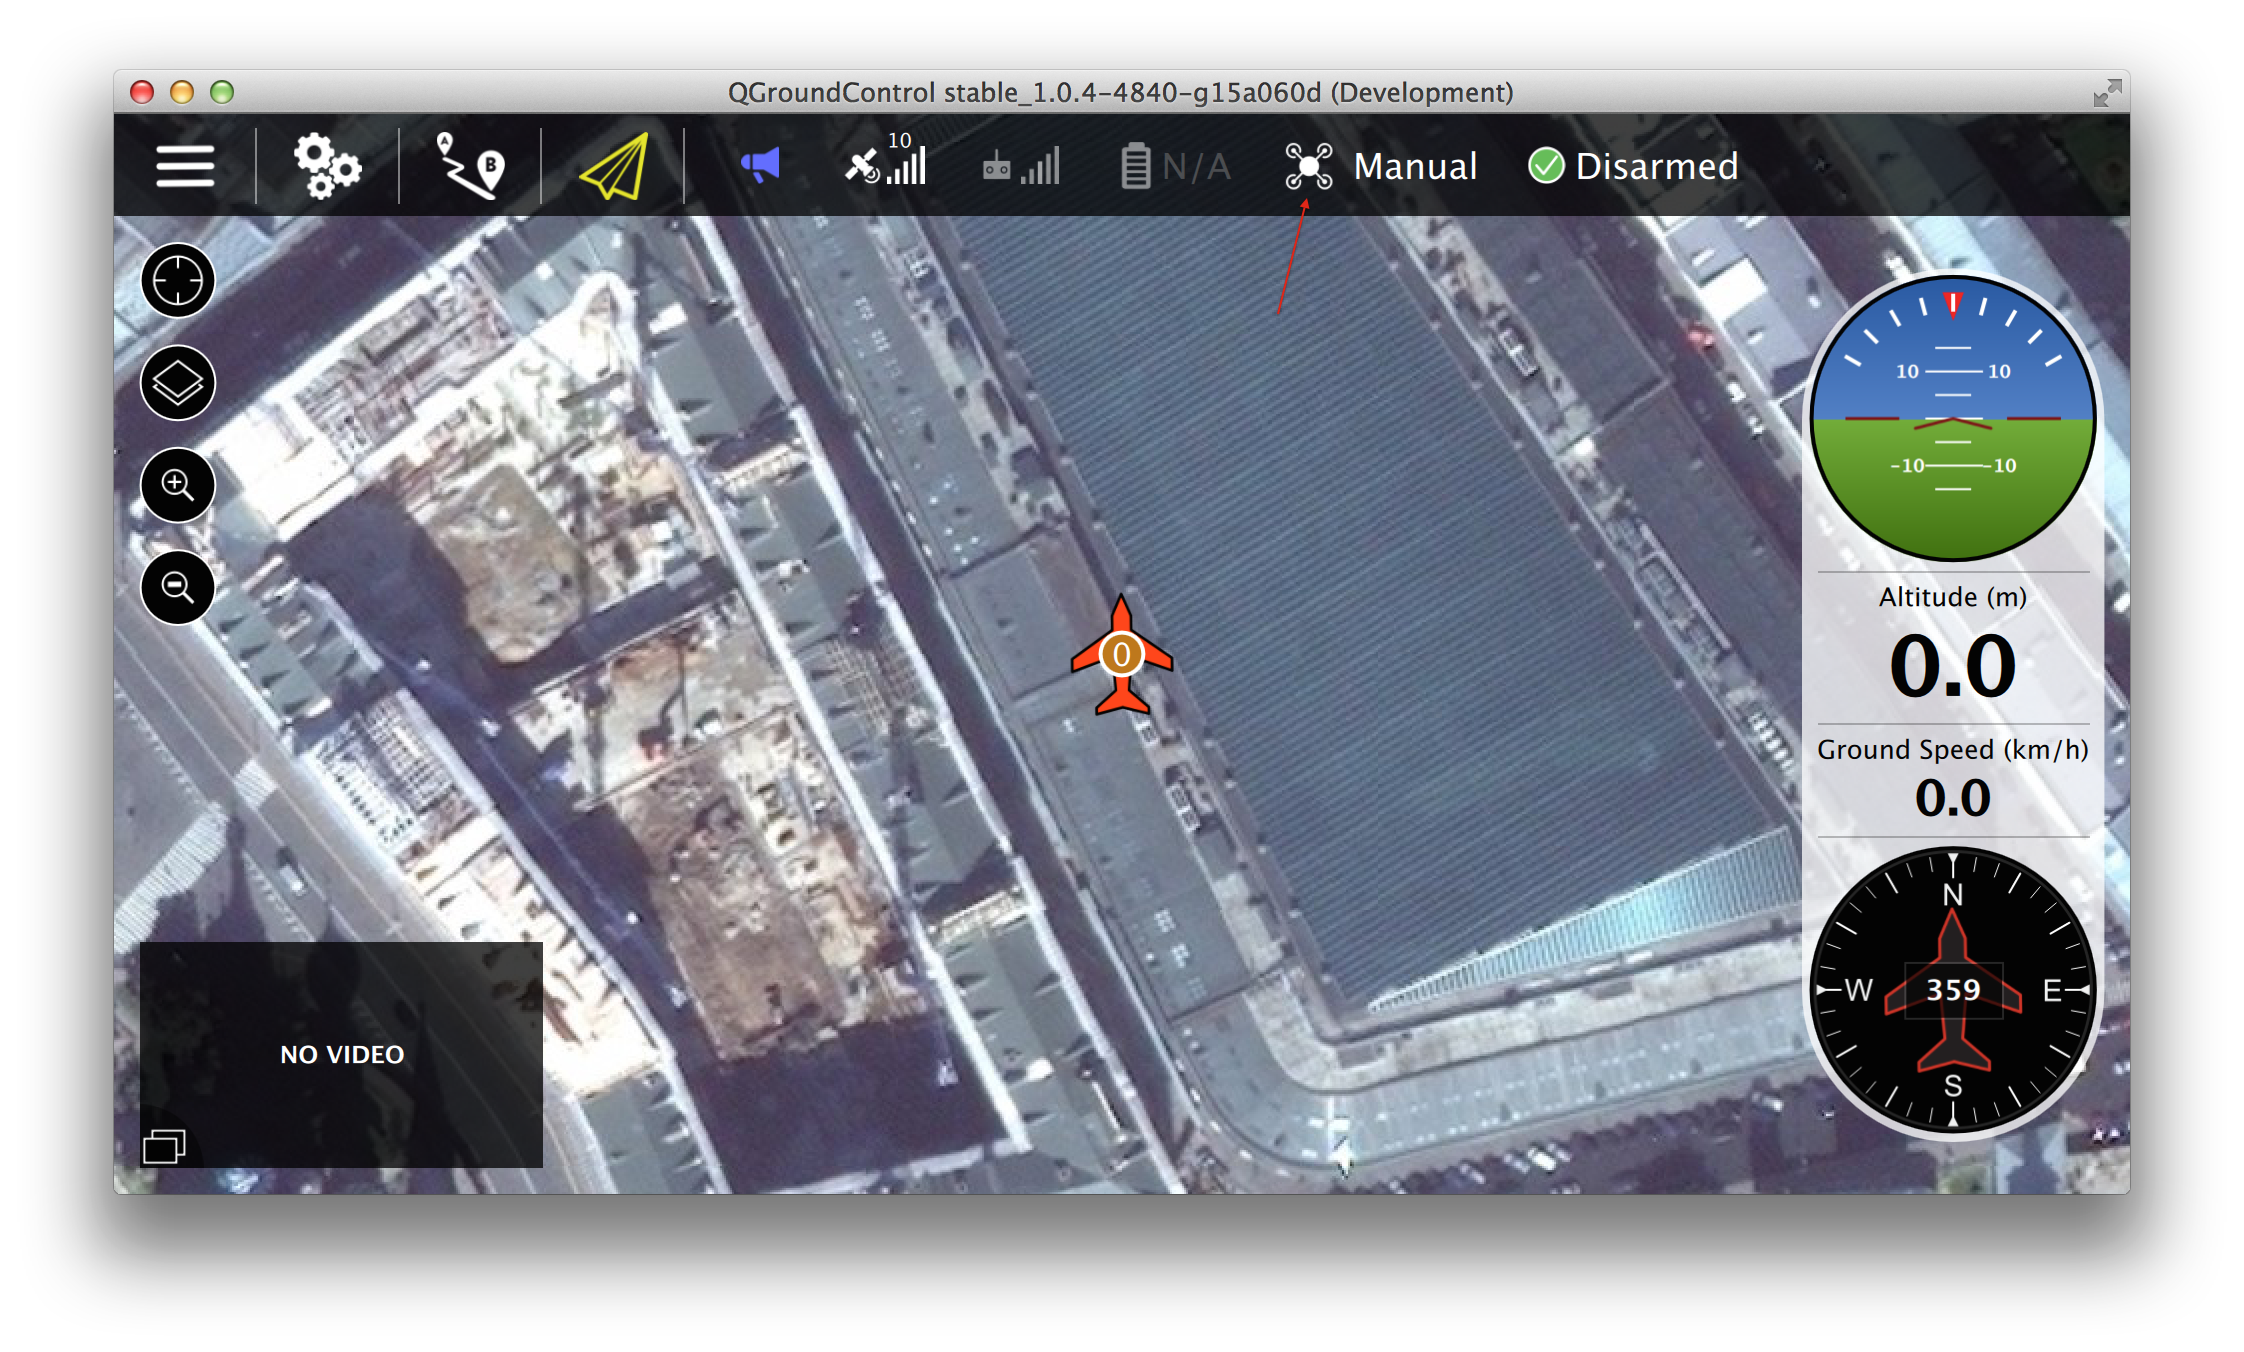 QGroundControl stable_1.0.4-4840-g15a060d (Development)
A
B
10
N/A
Manual
Disarmed
10 10
-10 -10
Altitude (m)
0.0
Ground Speed (km/h)
0.0
0
N
W 359 E
S
NO VIDEO